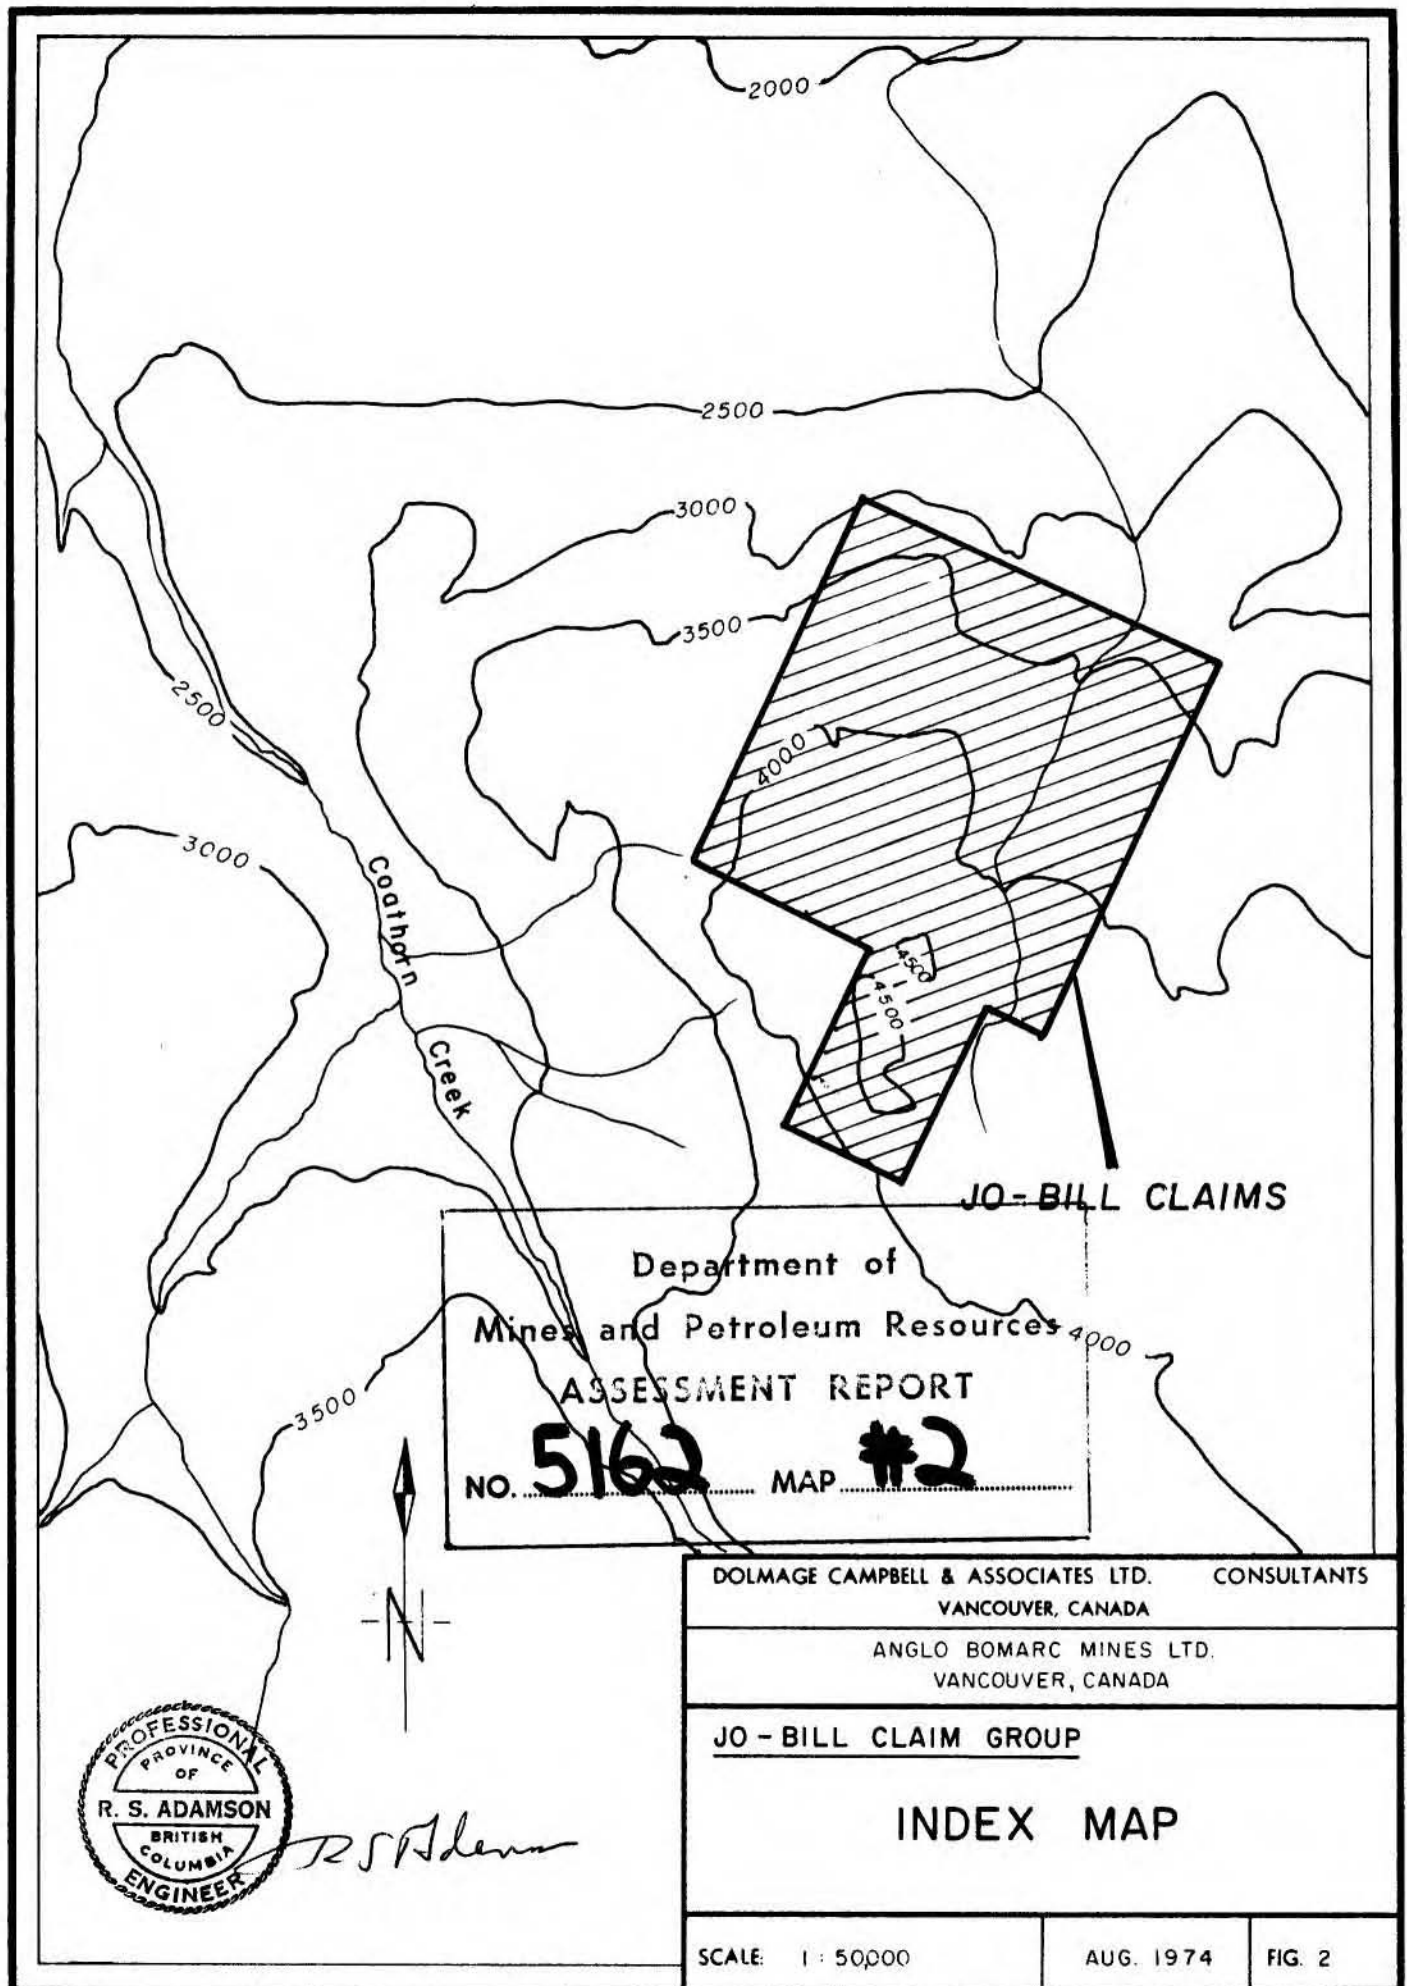 2000
2500
3000
3500
2500
4000
3000
Coathorn
Creek
4500
4500
JO-BILL CLAIMS
Department of
Mines and Petroleum Resources
4000
ASSESSMENT REPORT
3500
NO. 5162 MAP #2
N
DOLMAGE CAMPBELL & ASSOCIATES LTD. CONSULTANTS
VANCOUVER, CANADA
ANGLO BOMARC MINES LTD.
VANCOUVER, CANADA
JO-BILL CLAIM GROUP
INDEX MAP
PROFESSIONAL
PROVINCE
OF
R. S. ADAMSON
BRITISH
COLUMBIA
ENGINEER
SCALE: 1 : 50,000 AUG. 1974 FIG. 2